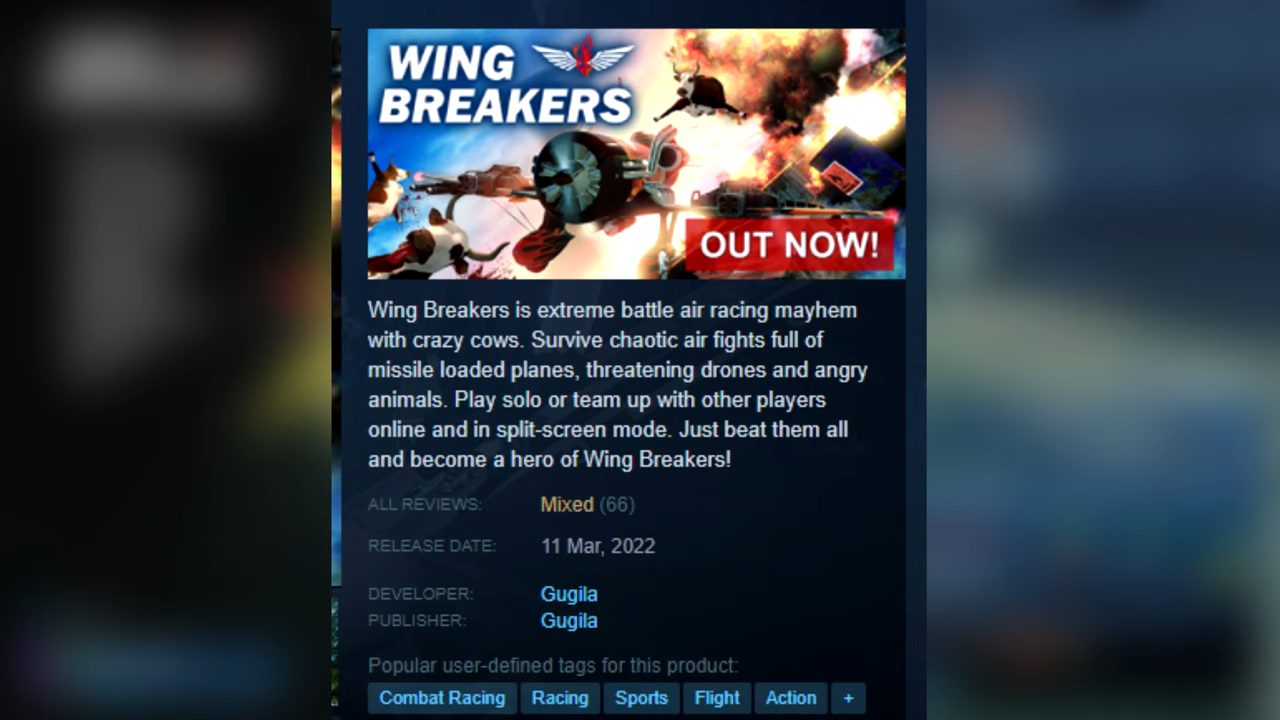 WING
BREAKERS
OUT NOW!
Wing Breakers is extreme battle air racing mayhem
with crazy cows. Survive chaotic air fights full of
missile loaded planes, threatening drones and angry
animals. Play solo or team up with other players
online and in split-screen mode. Just beat them all
and become a hero of Wing Breakers!
ALL REVIEWS: Mixed (66)
RELEASE DATE: 11 Mar, 2022
DEVELOPER: Gugila
PUBLISHER: Gugila
Popular user-defined tags for this product:
Combat Racing Racing Sports Flight Action +